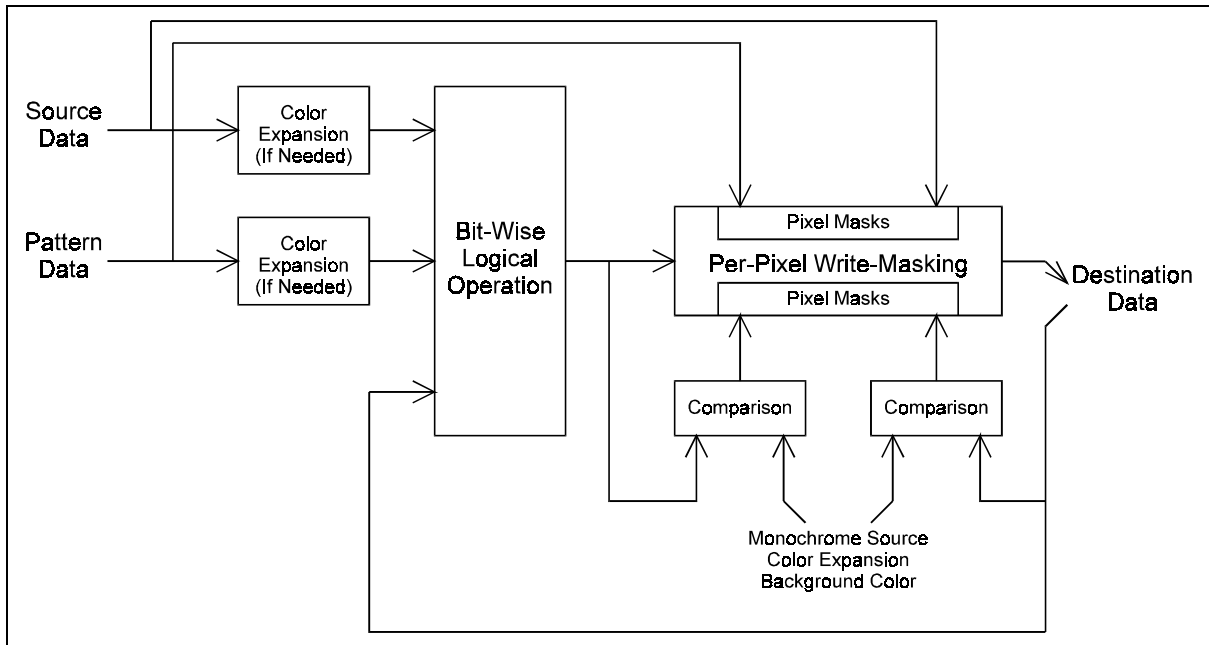 Source
Data
Color
Expansion
(If Needed)
Pattern
Data
Color
Expansion
(If Needed)
Bit-Wise
Logical
Operation
Pixel Masks
Per-Pixel Write-Masking
Pixel Masks
Destination
Data
Comparison
Comparison
Monochrome Source
Color Expansion
Background Color